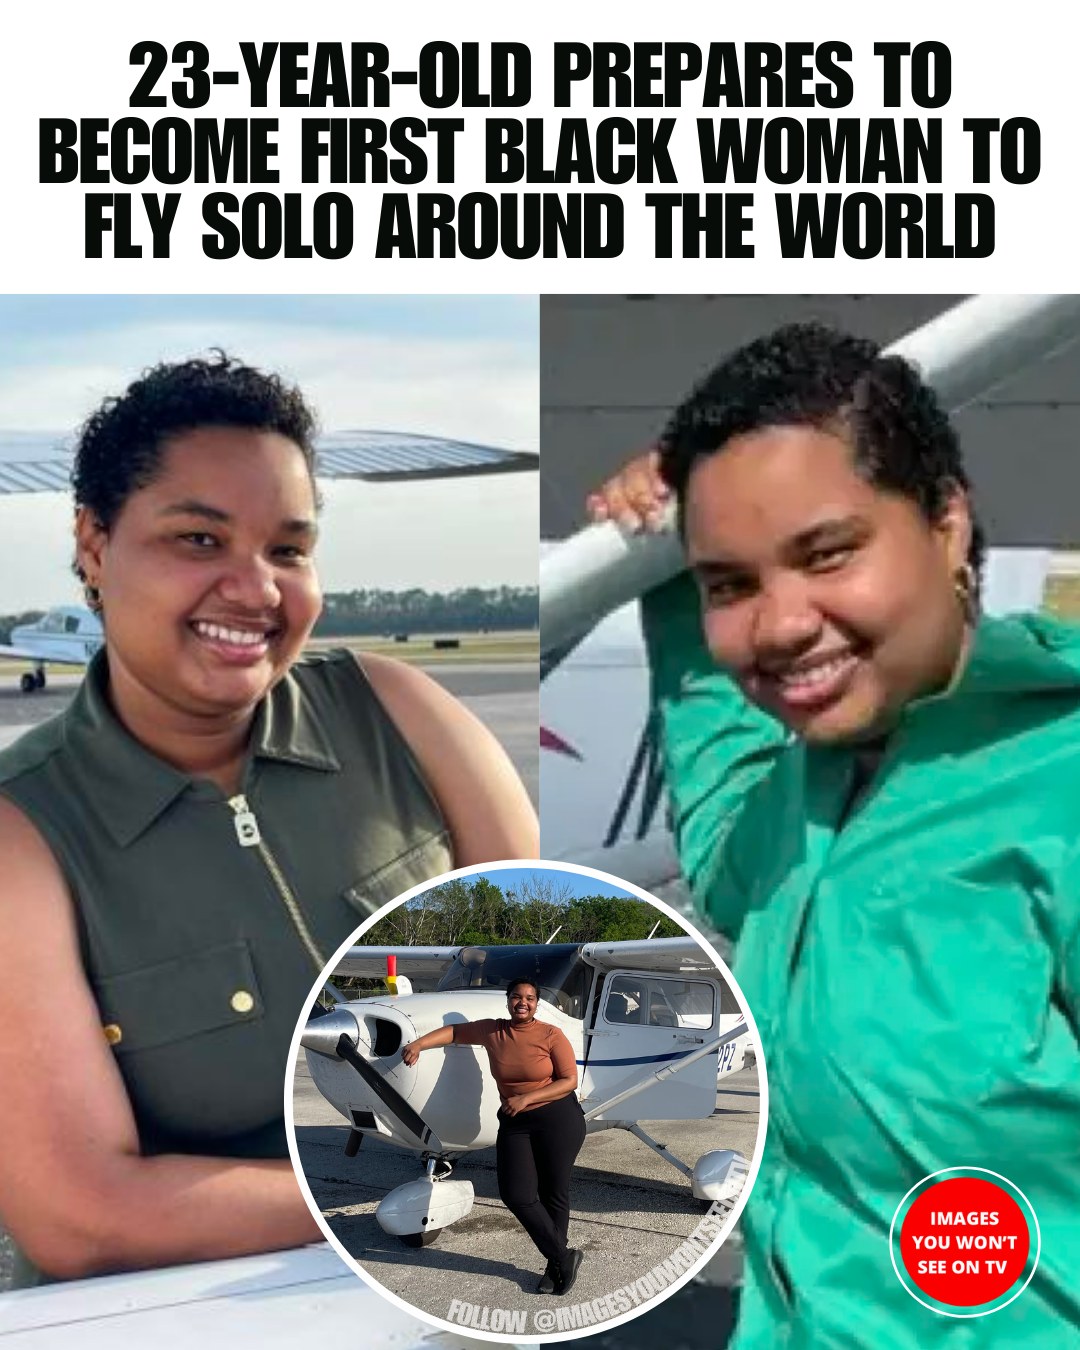 23-YEAR-OLD PREPARES TO
BECOME FIRST BLACK WOMAN TO
FLY SOLO AROUND THE WORLD
2PZ
FOLLOW @IMAGESYOUWONTSEEONTV
IMAGES
YOU WON'T
SEE ON TV